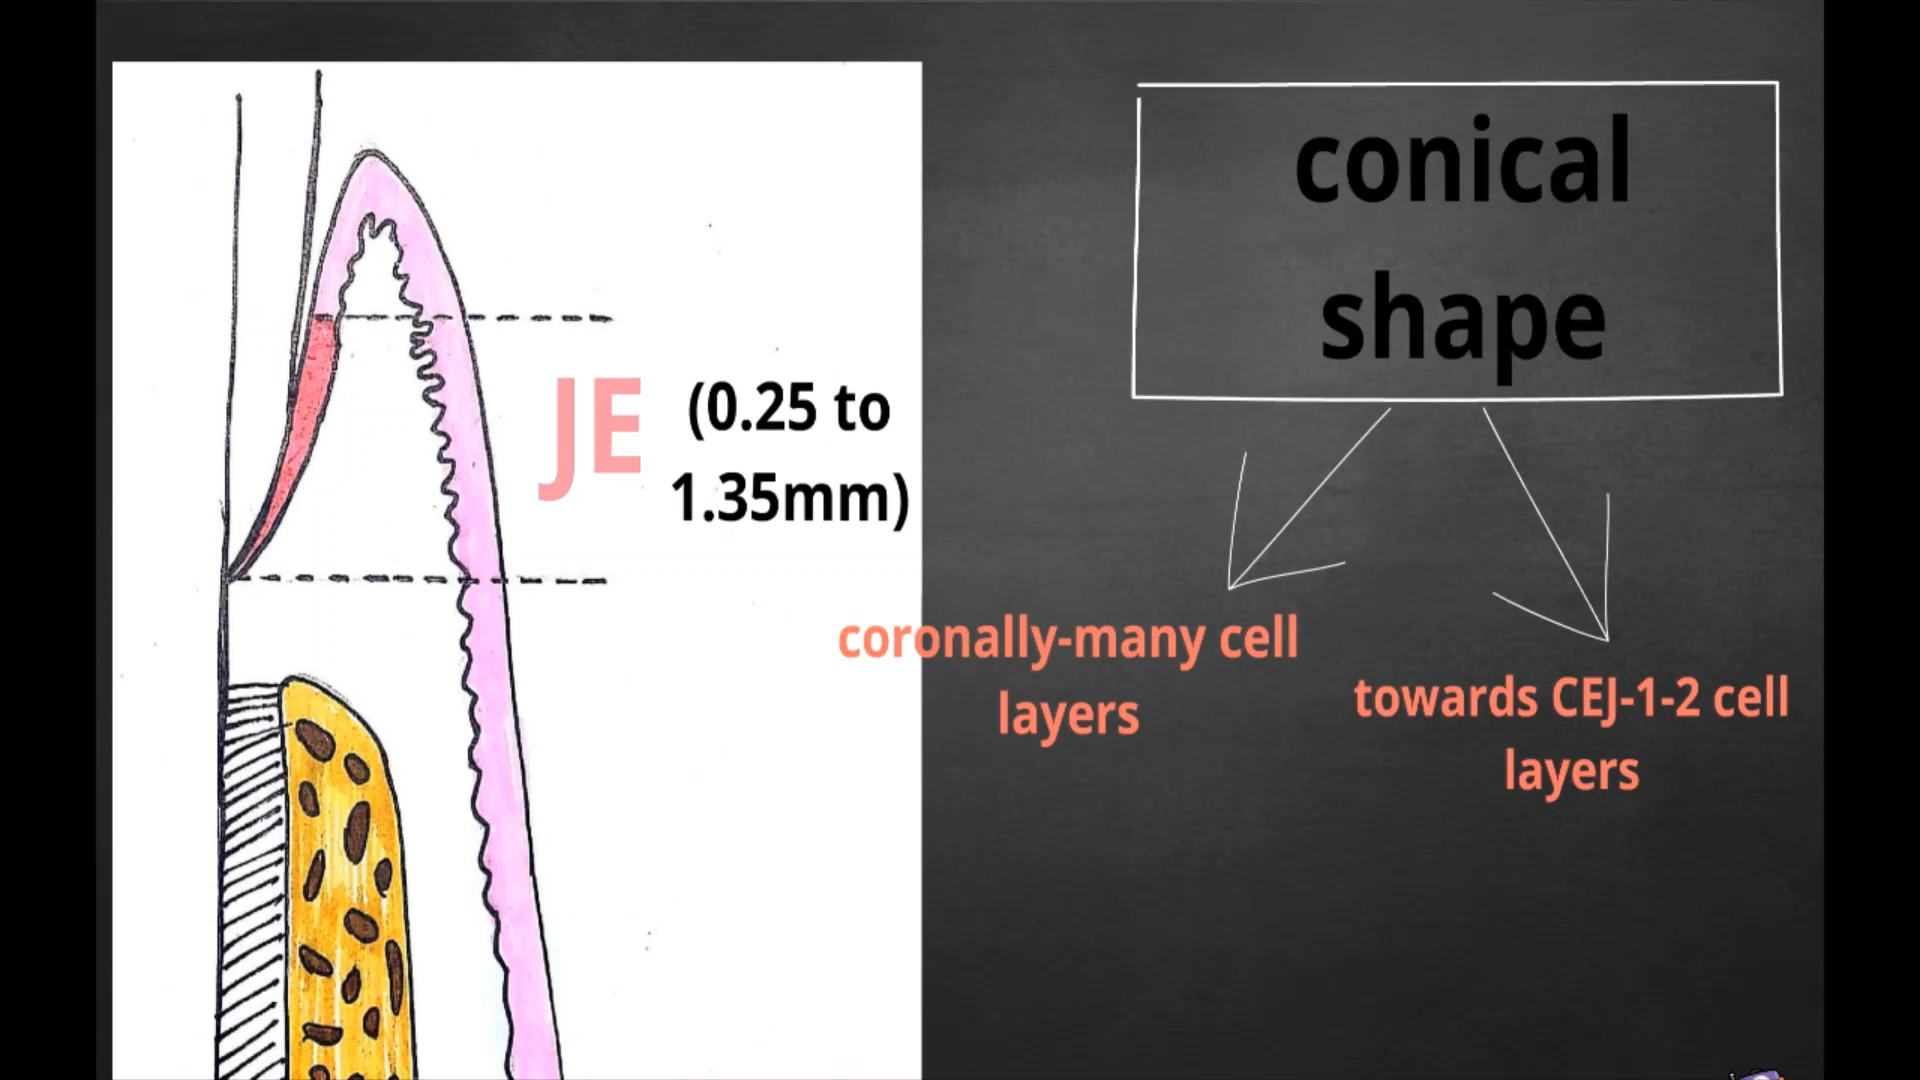 conical
shape
JE
(0.25 to
1.35mm)
coronally-many cell
layers
towards CEJ-1-2 cell
layers